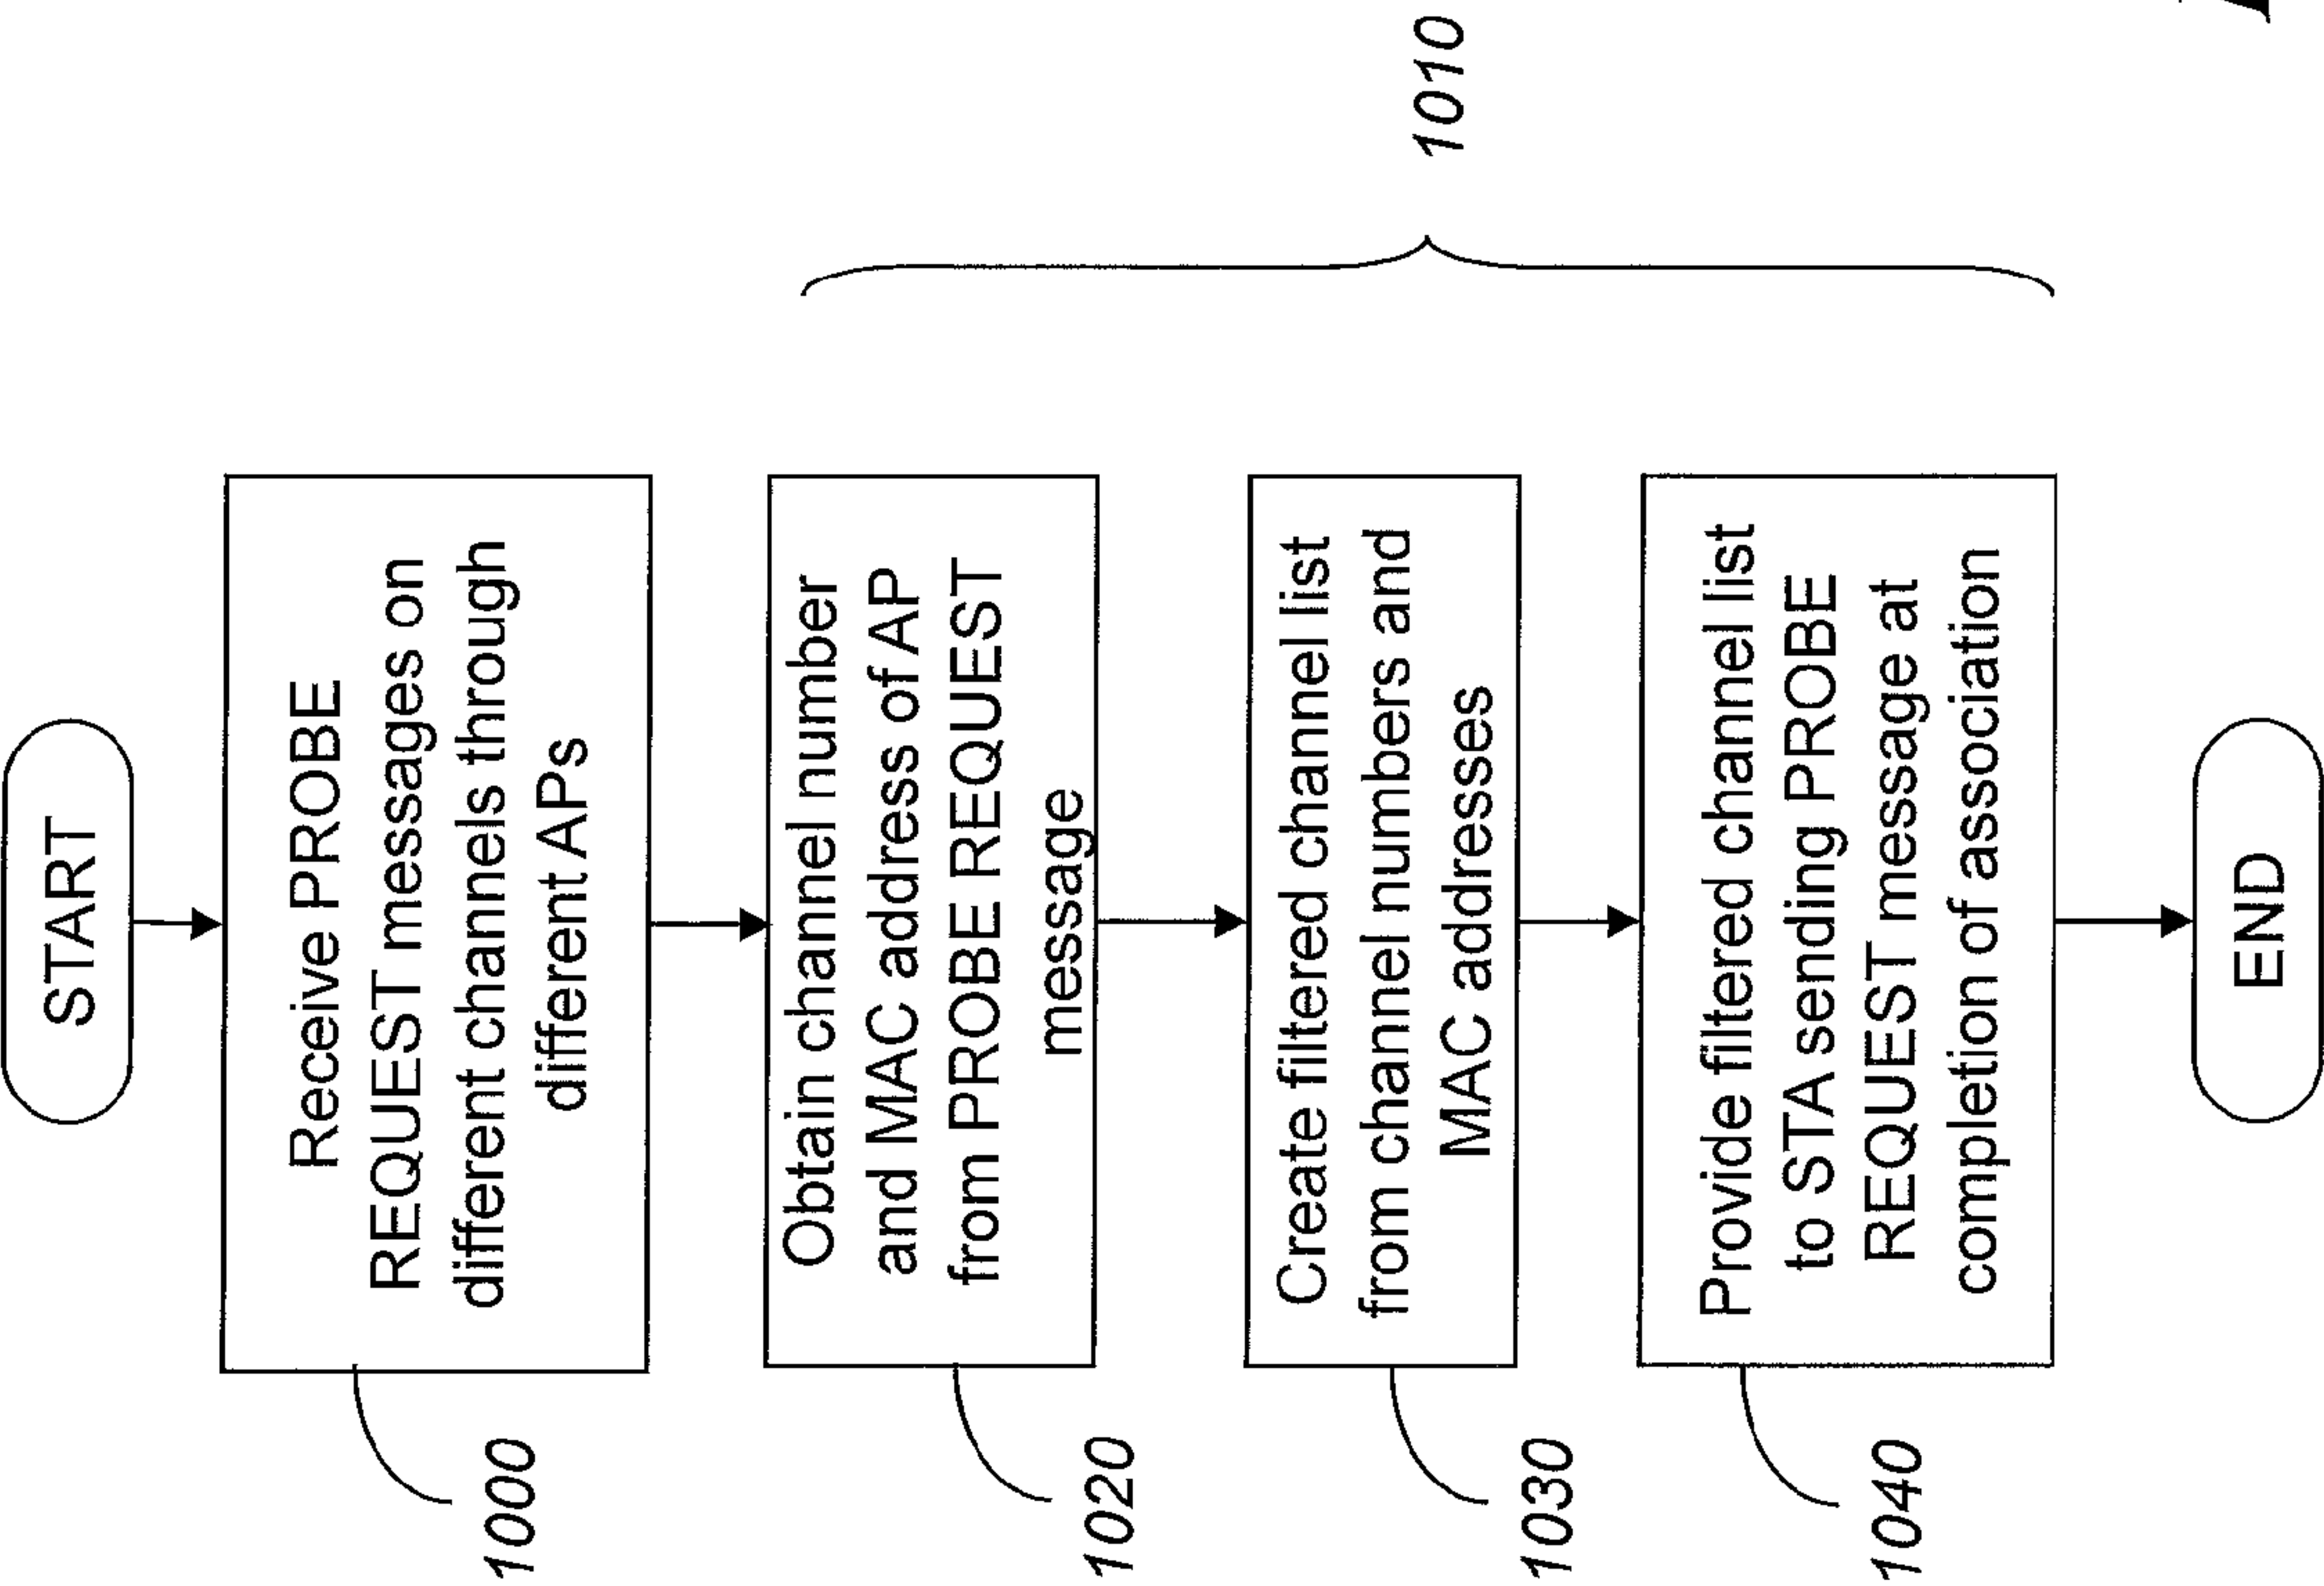 START
Receive PROBE
REQUEST messages on
different channels through
different APs
1000
Obtain channel number
and MAC address of AP
from PROBE REQUEST
message
1020
Create filtered channel list
from channel numbers and
MAC addresses
1030
Provide filtered channel list
to STA sending PROBE
REQUEST message at
completion of association
1040
1010
END